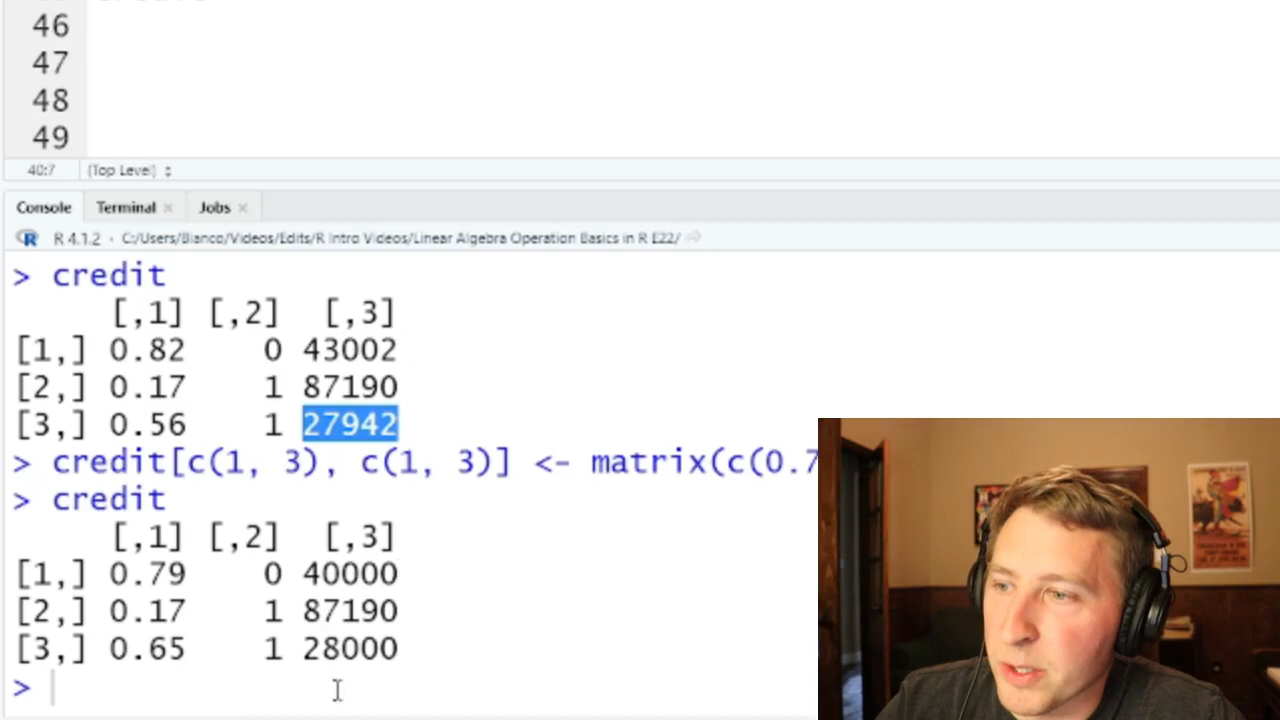 46
47
48
49
40:7 (Top Level)
Console Terminal Jobs
R 4.1.2 · C:/Users/Bianco/Videos/Edits/R Intro Videos/Linear Algebra Operation Basics in R E22/
> credit
[,1] [,2] [,3]
[1,] 0.82 0 43002
[2,] 0.17 1 87190
[3,] 0.56 1 27942
> credit[c(1, 3), c(1, 3)] <- matrix(c(0.7
> credit
[,1] [,2] [,3]
[1,] 0.79 0 40000
[2,] 0.17 1 87190
[3,] 0.65 1 28000
>